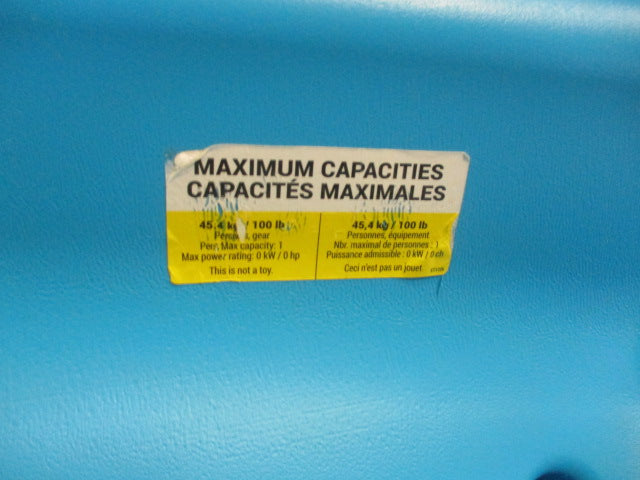 MAXIMUM CAPACITIES
CAPACITÉS MAXIMALES
45,4 kg / 100 lb
gear
Max capacity: 1
Max power rating: 0 kW / 0 hp
This is not a toy.
45,4 kg / 100 lb
Personnes, équipement
Nbr. maximal de personnes : 1
Puissance admissible : 0 kW / 0 ch
Ceci n'est pas un jouet.